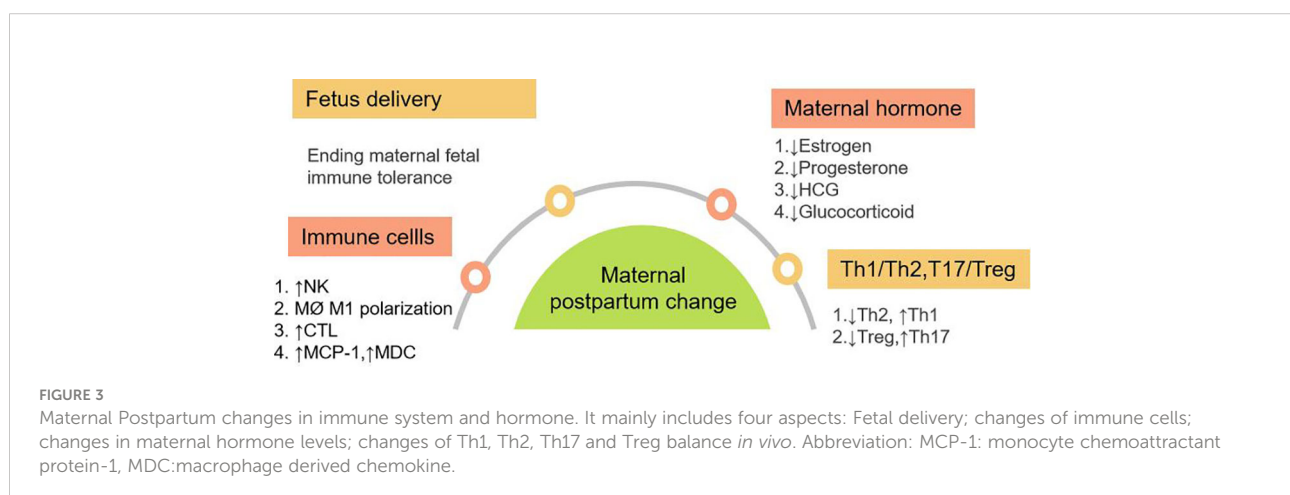 Fetus delivery
Ending maternal fetal
immune tolerance
Immune cellls
1. ↑NK
2. MØ M1 polarization
3. ↑CTL
4. ↑MCP-1,↑MDC
Maternal
postpartum change
Maternal hormone
1.↓Estrogen
2.↓Progesterone
3.↓HCG
4.↓Glucocorticoid
Th1/Th2,T17/Treg
1.↓Th2, ↑Th1
2.↓Treg,↑Th17
FIGURE 3
Maternal Postpartum changes in immune system and hormone. It mainly includes four aspects: Fetal delivery; changes of immune cells;
changes in maternal hormone levels; changes of Th1, Th2, Th17 and Treg balance in vivo. Abbreviation: MCP-1: monocyte chemoattractant
protein-1, MDC:macrophage derived chemokine.